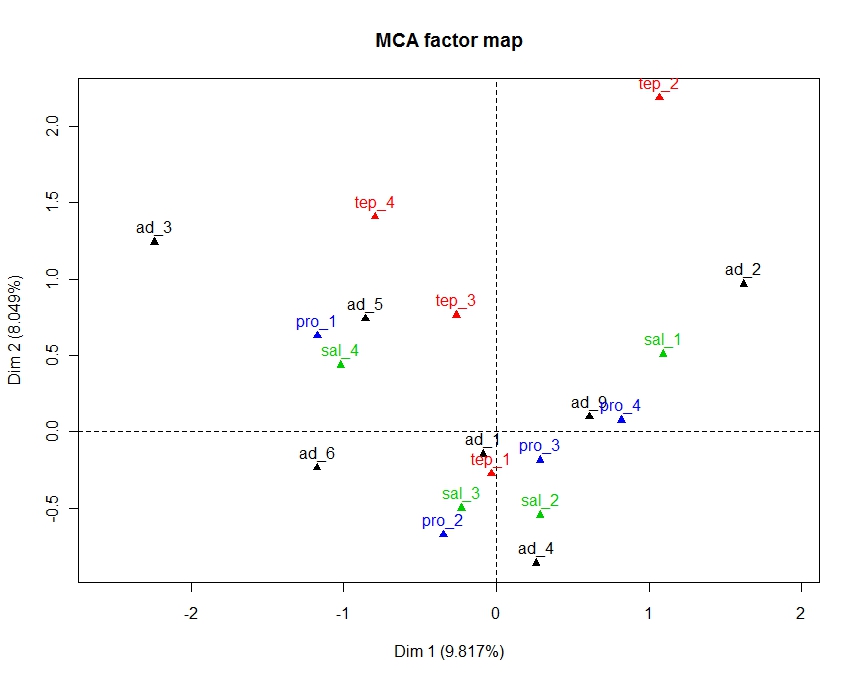 MCA factor map
tep_2
tep_4
ad_3
ad_2
tep_3
ad_5
pro_1
sal_1
sal_4
ad_9
pro_4
ad_1
pro_3
ad_6
tep_1
sal_3
sal_2
pro_2
ad_4
2.0
1.5
1.0
0.5
0.0
-0.5
Dim 2 (8.049%)
-2 -1 0 1 2
Dim 1 (9.817%)